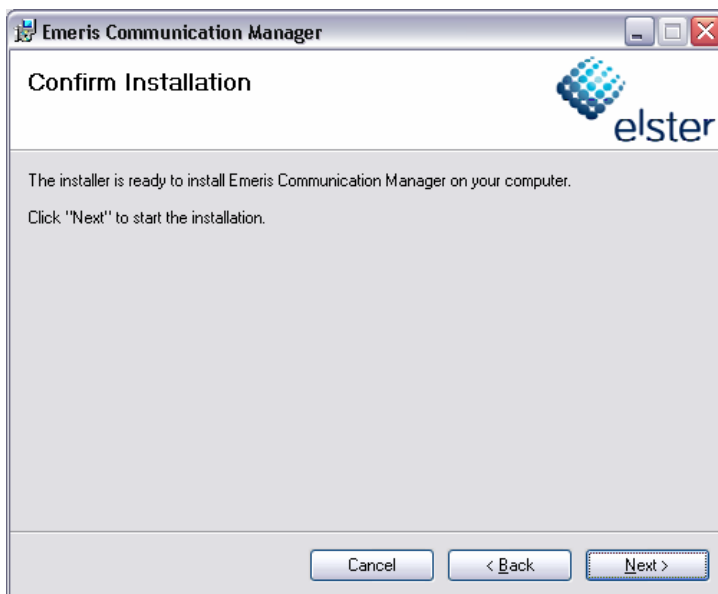 Emeris Communication Manager
Confirm Installation
elster
The installer is ready to install Emeris Communication Manager on your computer.
Click "Next" to start the installation.
Cancel
< Back
Next >